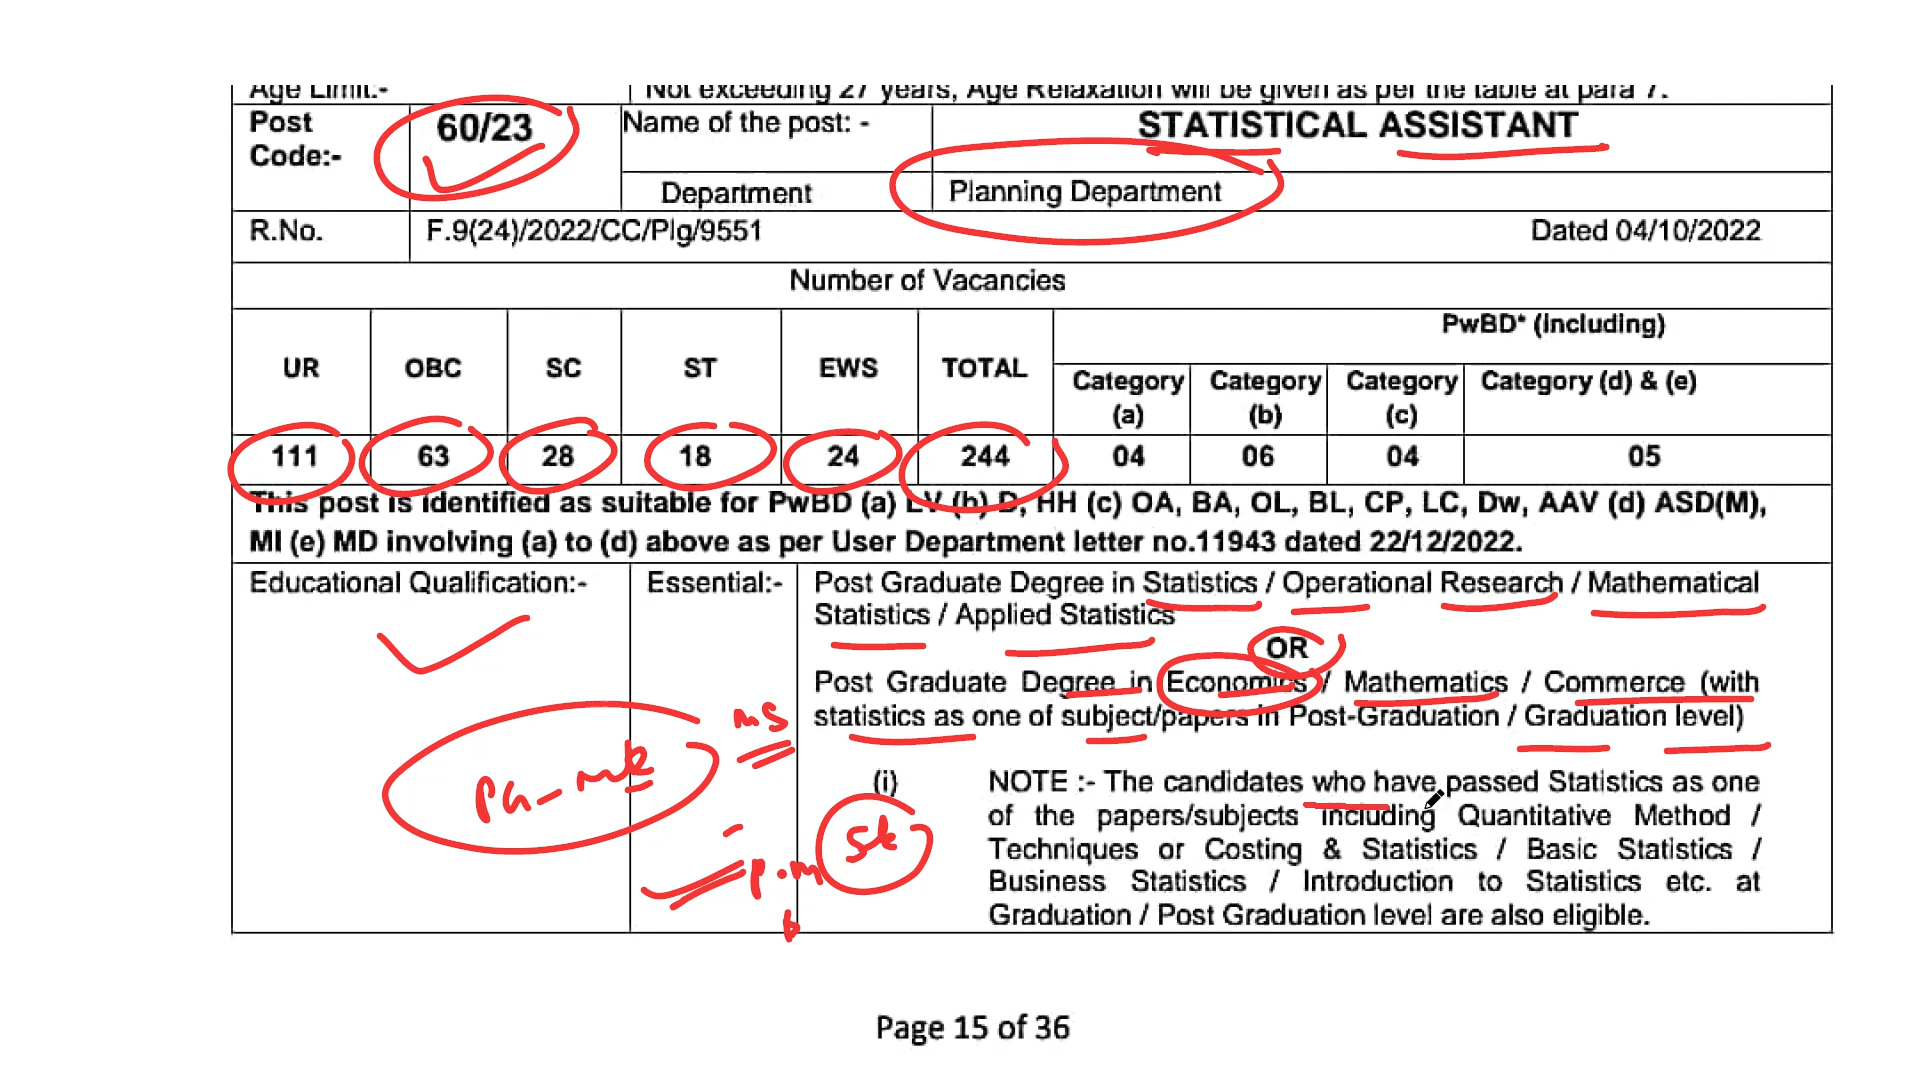 Age Limit:- Not exceeding 27 years, Age Relaxation will be given as per the table at para 7.
Post Code:- 60/23 Name of the post: - STATISTICAL ASSISTANT
Department Planning Department
R.No. F.9(24)/2022/CC/Plg/9551 Dated 04/10/2022
Number of Vacancies
PwBD* (including)
UR OBC SC ST EWS TOTAL
Category (a) Category (b) Category (c) Category (d) & (e)
111 63 28 18 24 244 04 06 04 05
This post is identified as suitable for PwBD (a) LV (b) D, HH (c) OA, BA, OL, BL, CP, LC, Dw, AAV (d) ASD(M),
MI (e) MD involving (a) to (d) above as per User Department letter no.11943 dated 22/12/2022.
Educational Qualification:- Essential:- Post Graduate Degree in Statistics / Operational Research / Mathematical
Statistics / Applied Statistics
OR
Post Graduate Degree in Economics / Mathematics / Commerce (with
statistics as one of subject/papers in Post-Graduation / Graduation level)
ms
(i) NOTE :- The candidates who have passed Statistics as one
of the papers/subjects including Quantitative Method /
Techniques or Costing & Statistics / Basic Statistics /
Business Statistics / Introduction to Statistics etc. at
Graduation / Post Graduation level are also eligible.
Page 15 of 36